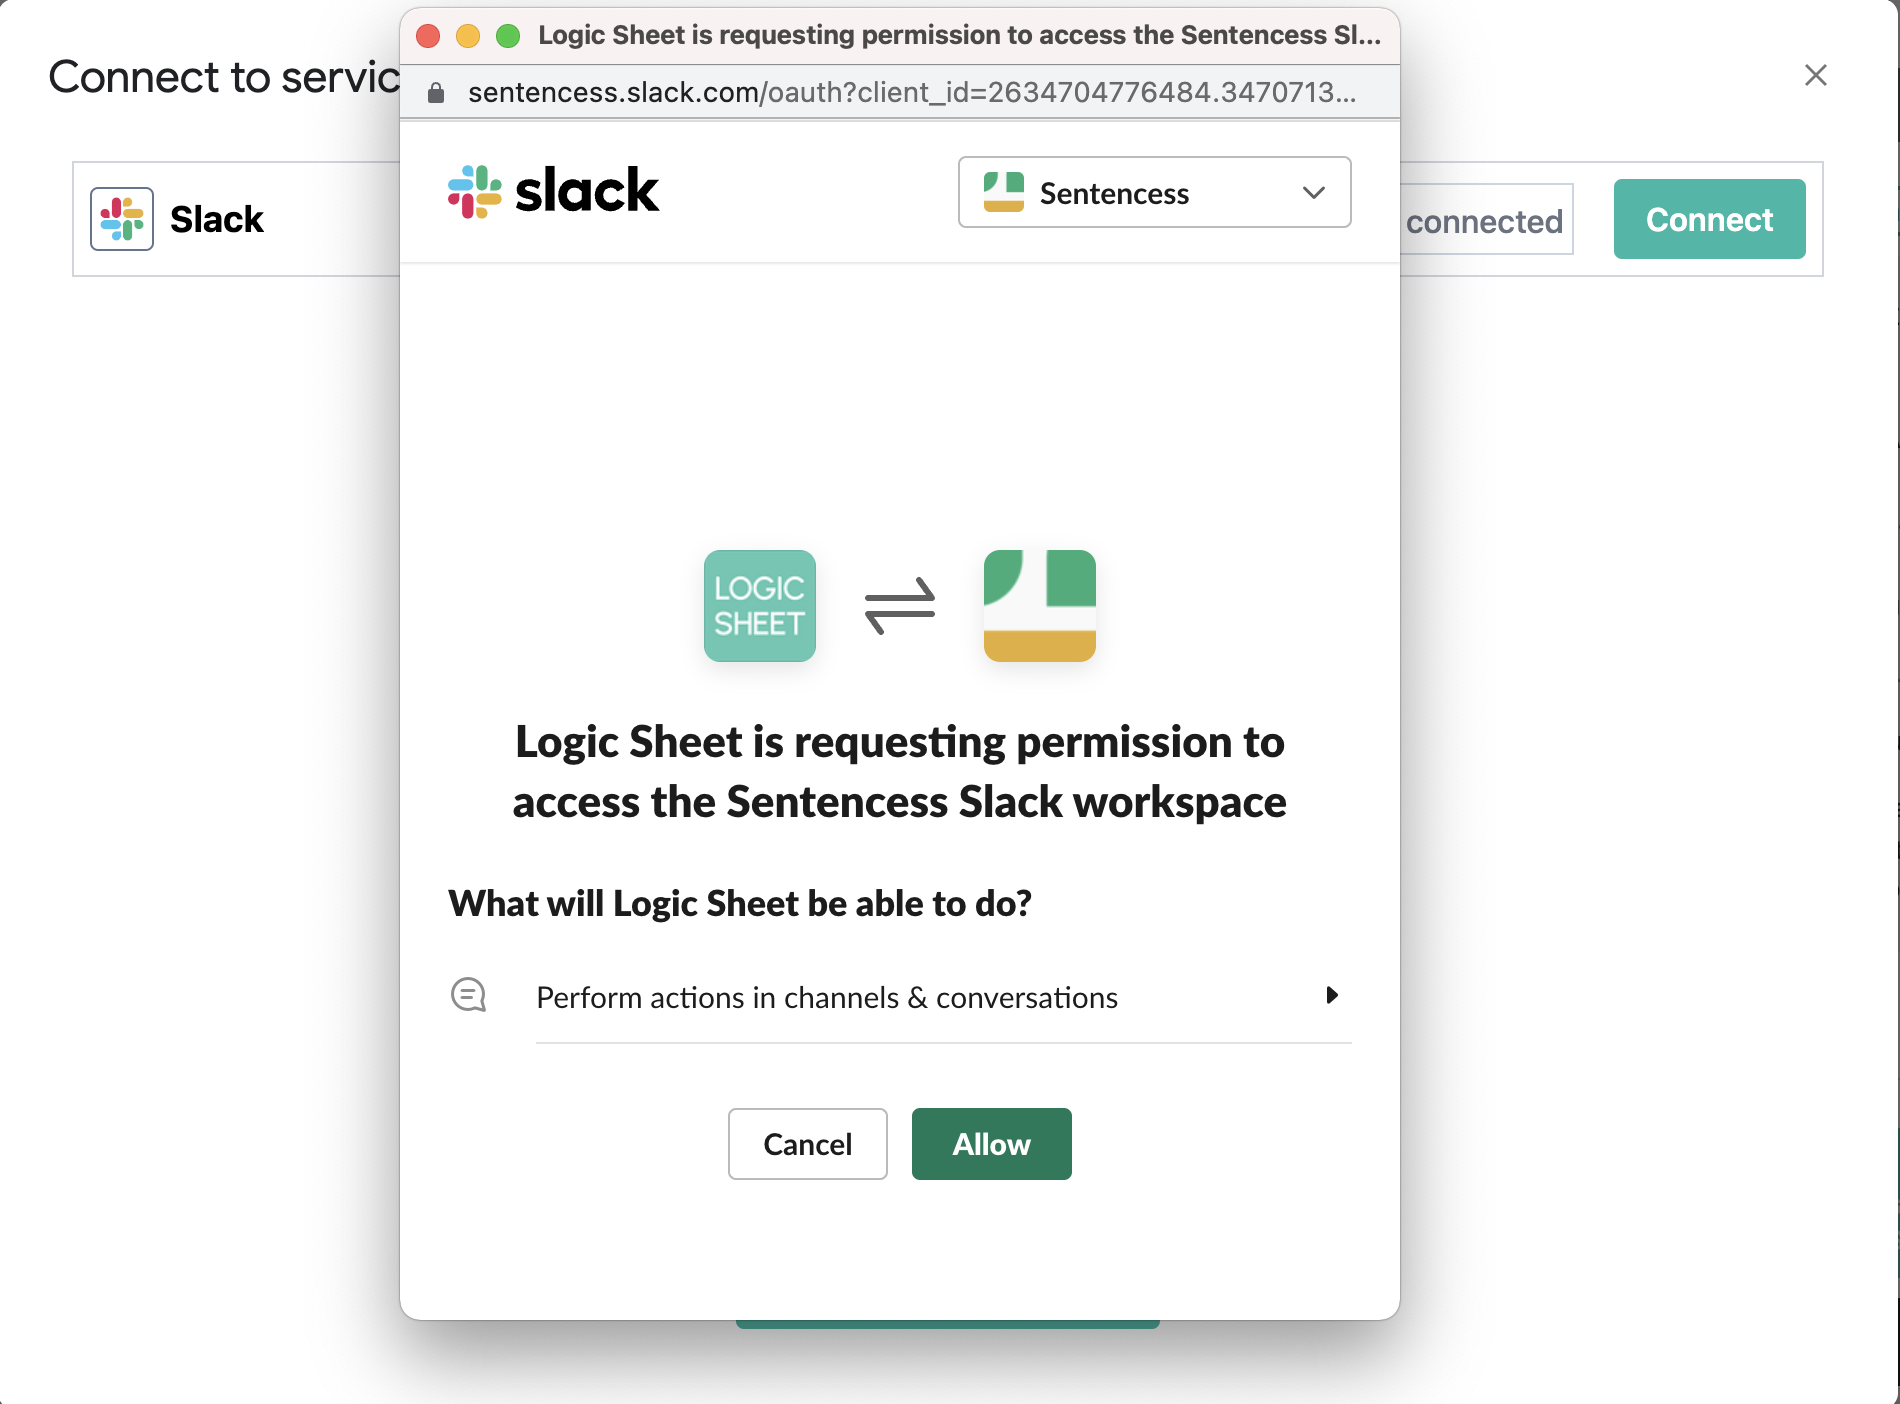 Logic Sheet is requesting permission to access the Sentencess Sl...
Connect to servic
sentencess.slack.com/oauth?client_id=2634704776484.3470713...
Slack
slack
Sentencess
connected
Connect
LOGIC
SHEET
Logic Sheet is requesting permission to
access the Sentencess Slack workspace
What will Logic Sheet be able to do?
Perform actions in channels & conversations
Cancel
Allow